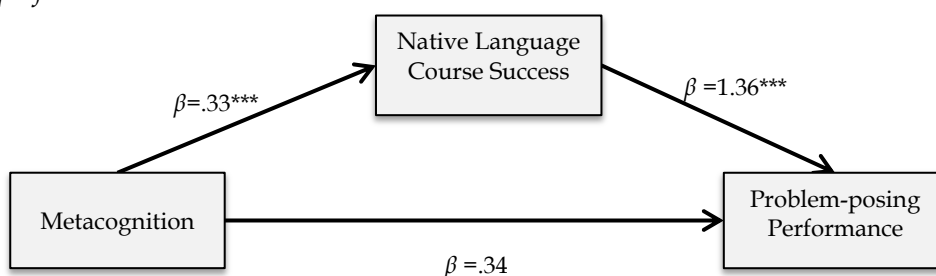 Native Language
Course Success
β=.33***
β =1.36***
Metacognition
Problem-posing
Performance
β =.34